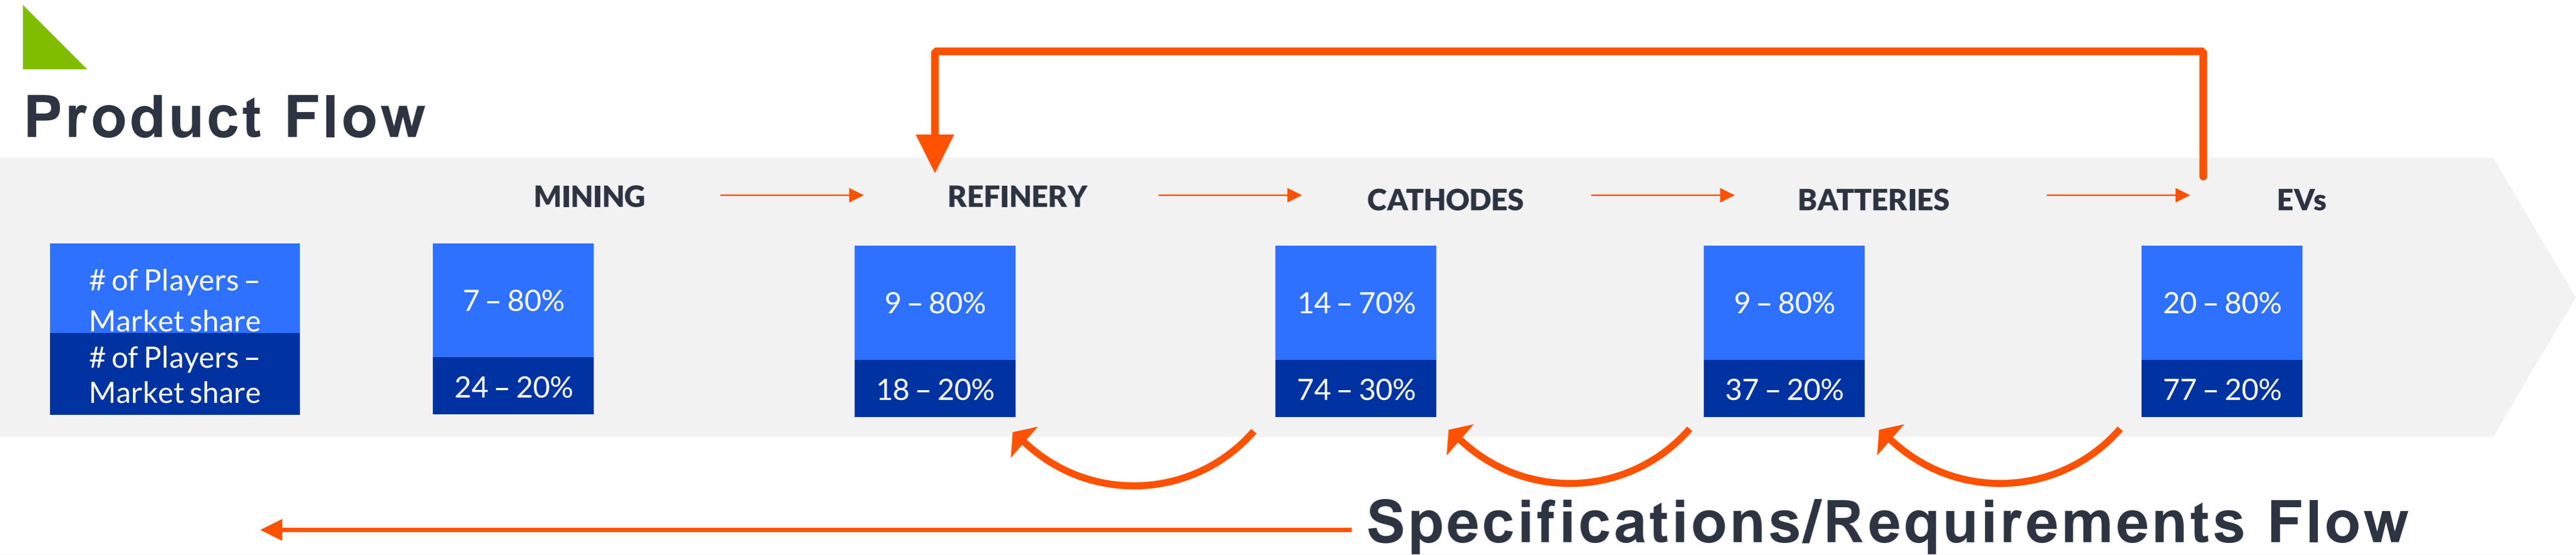 Product Flow
MINING
REFINERY
CATHODES
BATTERIES
EVs
# of Players –
Market share
# of Players –
Market share
7 – 80%
24 – 20%
9 – 80%
18 – 20%
14 – 70%
74 – 30%
9 – 80%
37 – 20%
20 – 80%
77 – 20%
Specifications/Requirements Flow